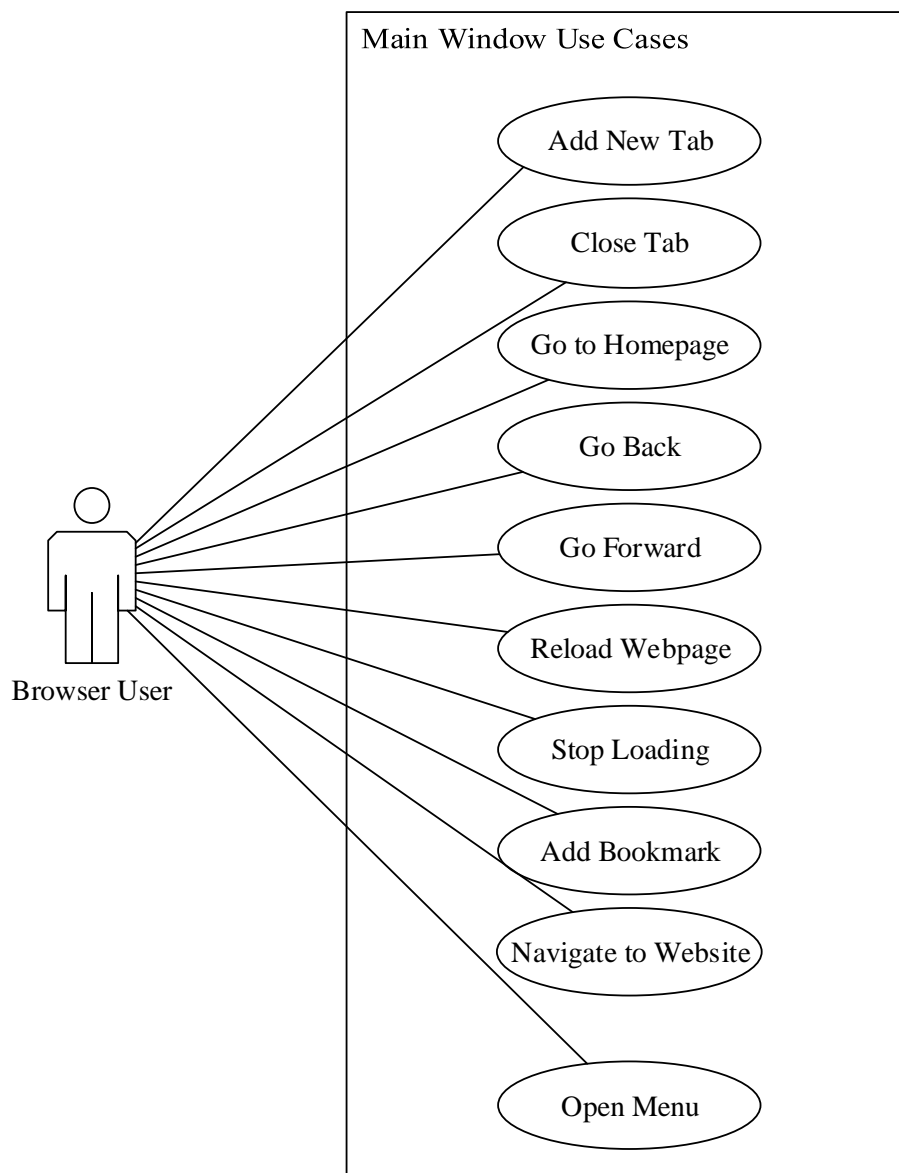 Main Window Use Cases
Add New Tab
Close Tab
Go to Homepage
Go Back
Go Forward
Reload Webpage
Browser User
Stop Loading
Add Bookmark
Navigate to Website
Open Menu